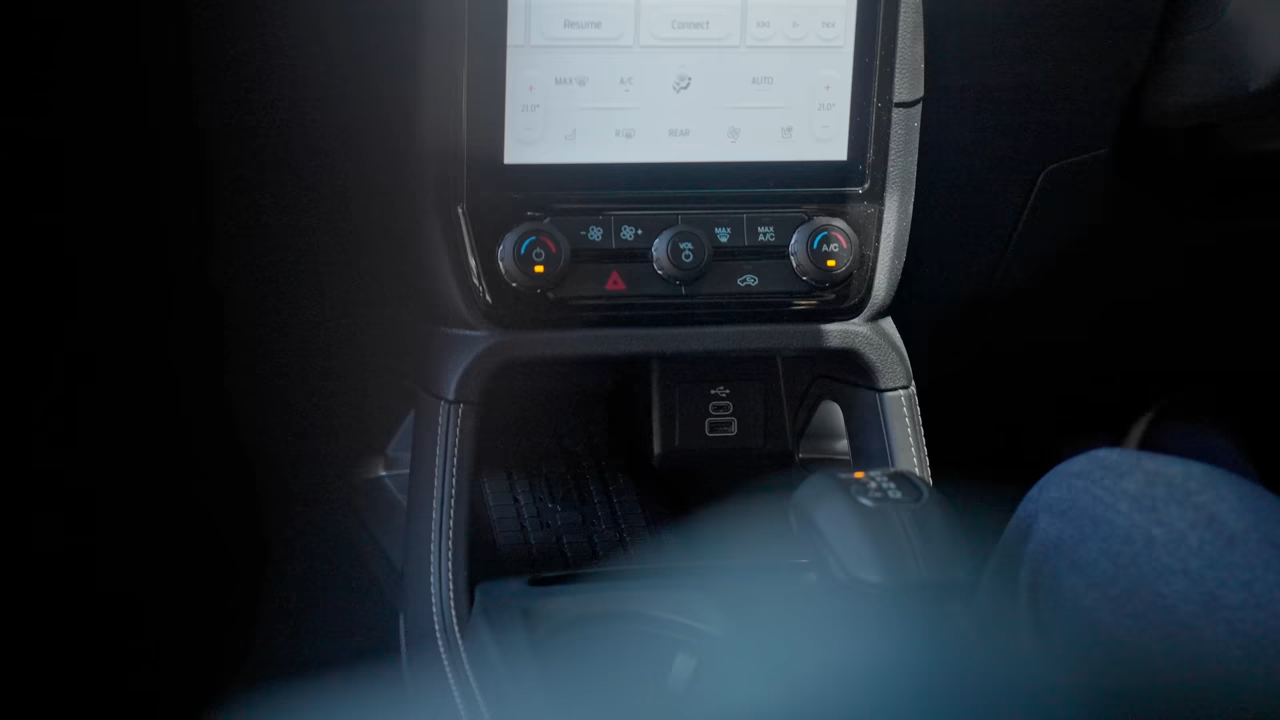 Resume Connect
MAX A/C AUTO
21.0° 21.0°
R REAR
MAX MAX
VOL A/C A/C